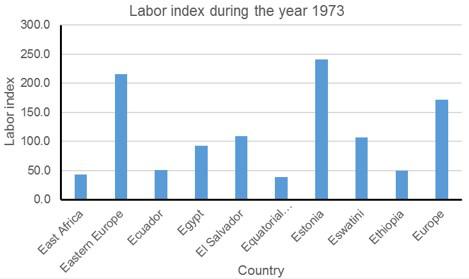 Labor index during the year 1973
300.0
250.0
200.0
150.0
100.0
50.0
0.0
Labor index
East Africa
Eastern Europe
Ecuador
Egypt
El Salvador
Equatorial...
Estonia
Eswatini
Ethiopia
Europe
Country